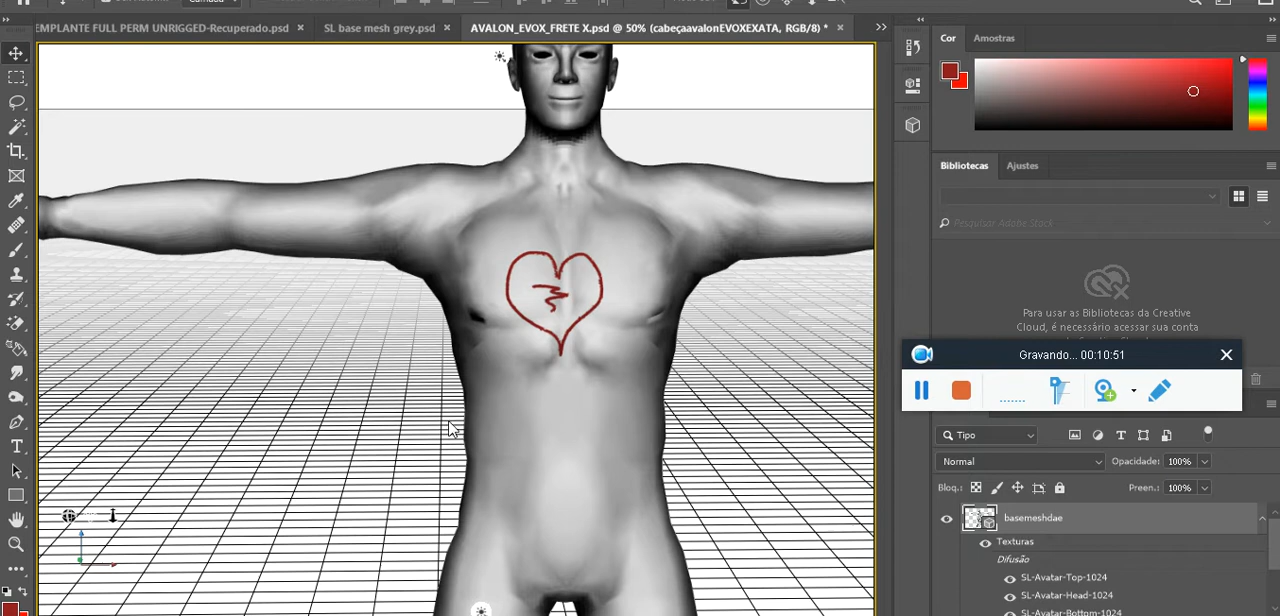 EMPLANTE FULL PERM UNRIGGED-Recuperado.psd ×
SL base mesh grey.psd ×
AVALON_EVOX_FRETE X.psd @ 50% (cabeçaavalonEVOXEXATA, RGB/8) * ×
Cor Amostras
Bibliotecas Ajustes
Pesquisar Adobe Stock
Para usar as Bibliotecas da Creative
Cloud, é necessário acessar sua conta
Gravando... 00:10:51
Tipo
Normal Opacidade: 100%
Bloq.: Preen.: 100%
basemeshdae
Texturas
Difusão
SL-Avatar-Top-1024
SL-Avatar-Head-1024
SL-Avatar-Bottom-1024